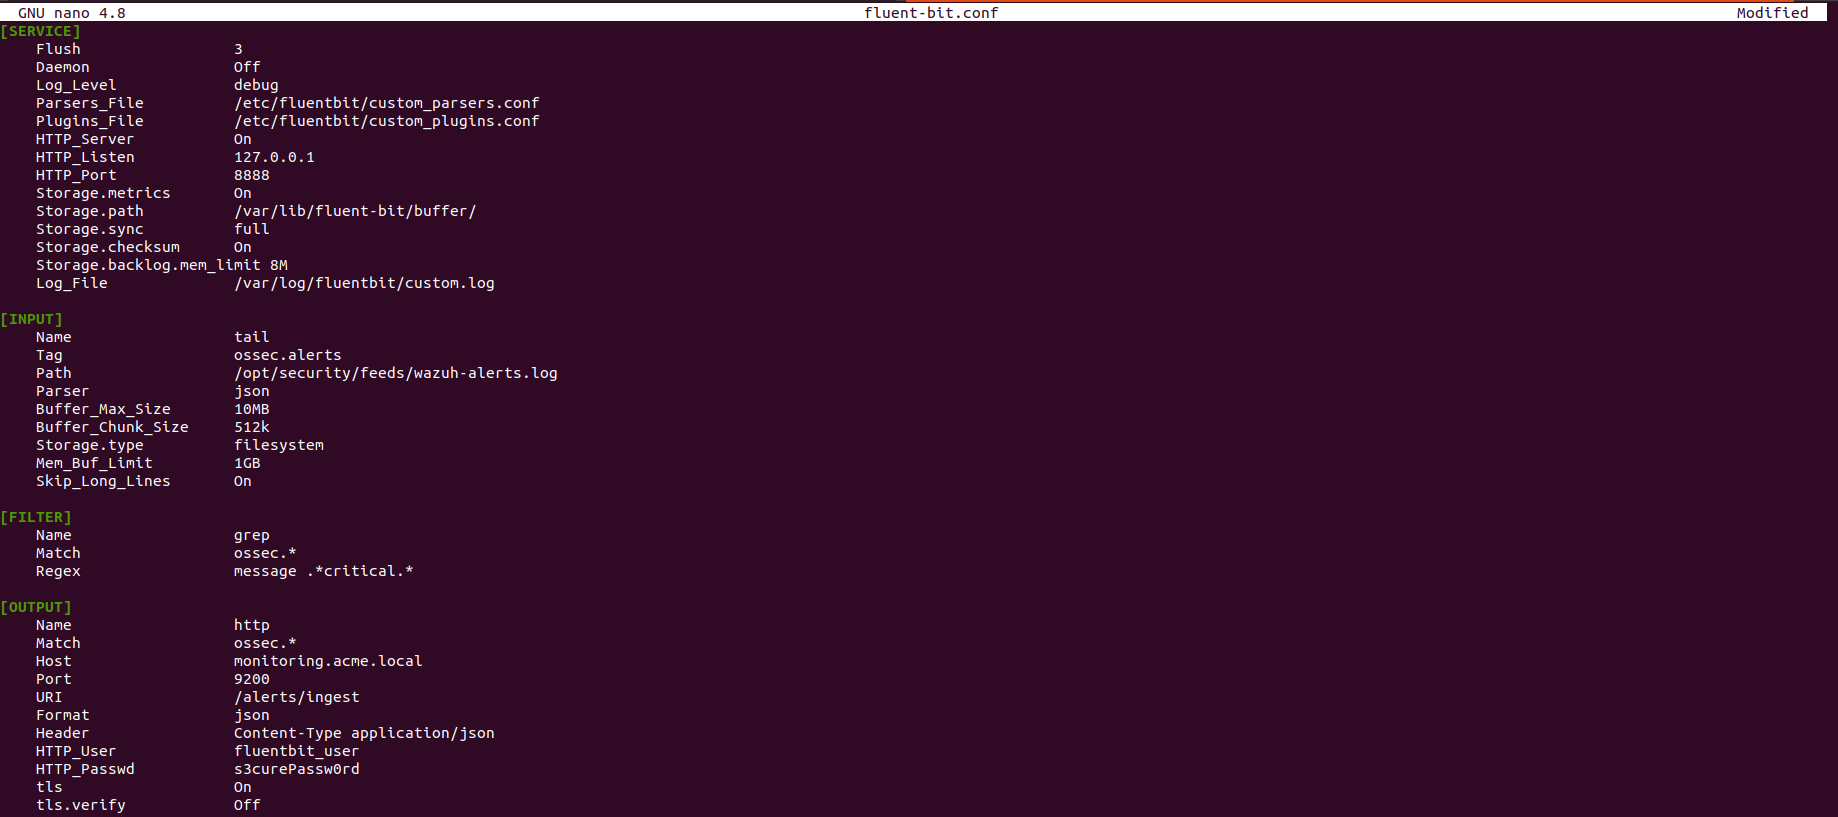 GNU nano 4.8 fluent-bit.conf Modified
[SERVICE]
Flush 3
Daemon Off
Log_Level debug
Parsers_File /etc/fluentbit/custom_parsers.conf
Plugins_File /etc/fluentbit/custom_plugins.conf
HTTP_Server On
HTTP_Listen 127.0.0.1
HTTP_Port 8888
Storage.metrics On
Storage.path /var/lib/fluent-bit/buffer/
Storage.sync full
Storage.checksum On
Storage.backlog.mem_limit 8M
Log_File /var/log/fluentbit/custom.log
[INPUT]
Name tail
Tag ossec.alerts
Path /opt/security/feeds/wazuh-alerts.log
Parser json
Buffer_Max_Size 10MB
Buffer_Chunk_Size 512k
Storage.type filesystem
Mem_Buf_Limit 1GB
Skip_Long_Lines On
[FILTER]
Name grep
Match ossec.*
Regex message .*critical.*
[OUTPUT]
Name http
Match ossec.*
Host monitoring.acme.local
Port 9200
URI /alerts/ingest
Format json
Header Content-Type application/json
HTTP_User fluentbit_user
HTTP_Passwd s3curePassw0rd
tls On
tls.verify Off